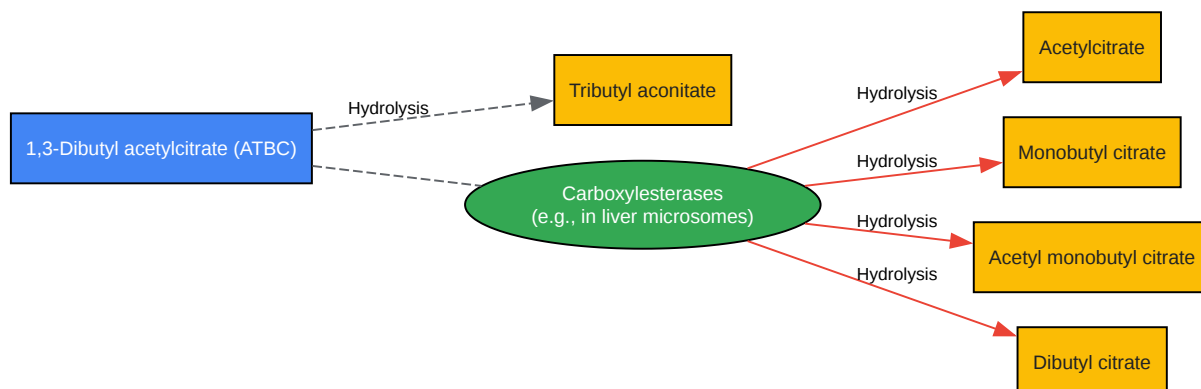 1,3-Dibutyl acetylcitrate (ATBC)
Hydrolysis
Tributyl aconitate
Carboxylesterases
(e.g., in liver microsomes)
Hydrolysis
Acetylcitrate
Hydrolysis
Monobutyl citrate
Hydrolysis
Acetyl monobutyl citrate
Hydrolysis
Dibutyl citrate